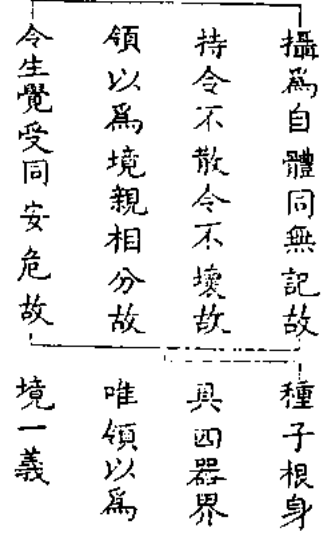 攝爲自體同無記故
持令不散令不壞故
領以爲境親相分故
令生覺受同安危故
種子根身
具四器界
唯領以爲
境一義